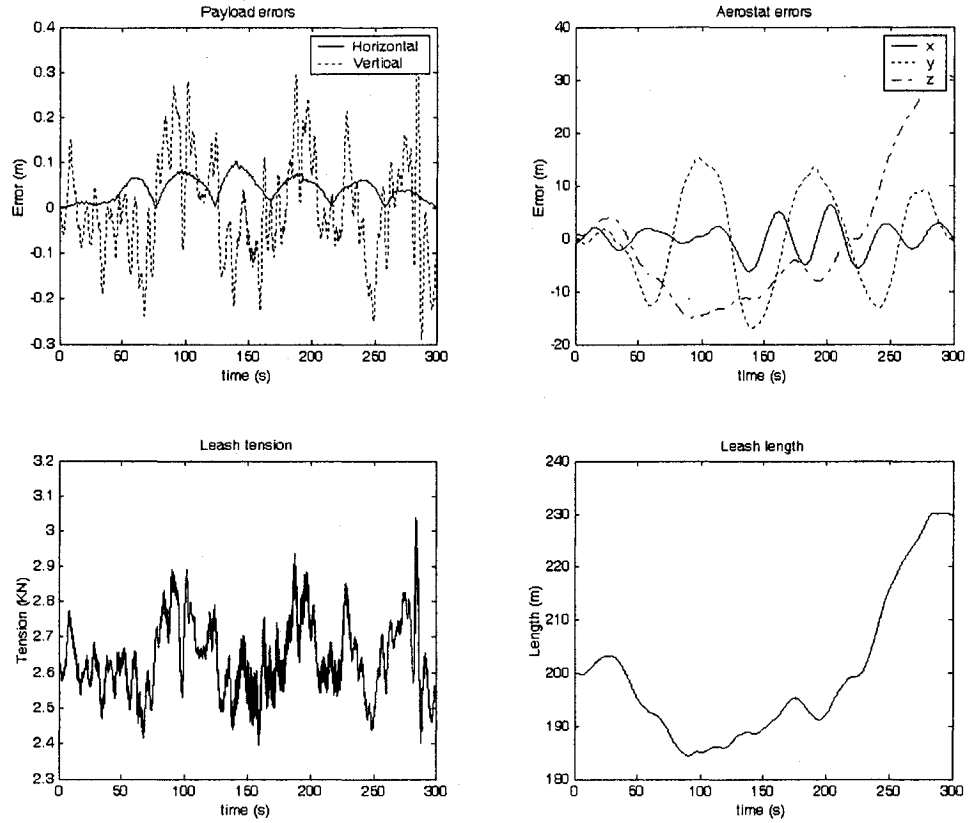 Payload errors
0.4
0.3
0.2
0.1
0
-0.1
-0.2
-0.3
Error (m)
Horizontal
Vertical
0 50 100 150 200 250 300
time (s)
Aerostat errors
40
30
20
10
0
-10
-20
Error (m)
x
y
z
0 50 100 150 200 250 300
time (s)
Leash tension
3.2
3.1
3
2.9
2.8
2.7
2.6
2.5
2.4
2.3
Tension (KN)
0 50 100 150 200 250 300
time (s)
Leash length
240
230
220
210
200
190
180
Length (m)
0 50 100 150 200 250 300
time (s)